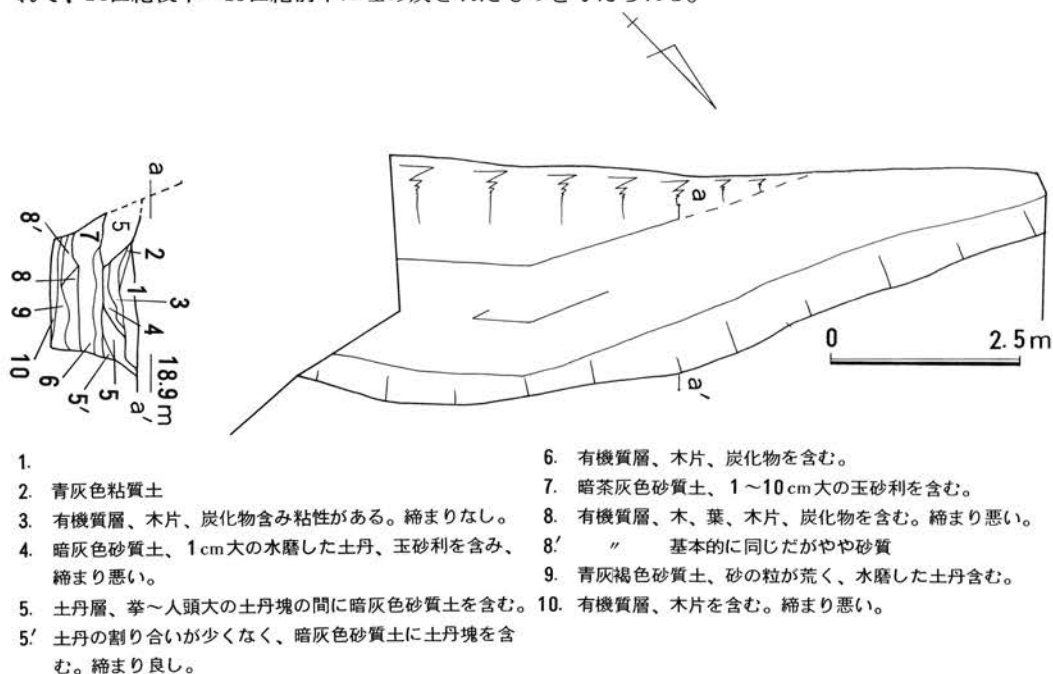 a
8′
7
5
2
8
1
3
9
4
10
6
5′
5
18.9m
a′
a
a′
0 2.5m
1.
2. 青灰色粘質土
3. 有機質層、木片、炭化物含み粘性がある。締まりなし。
4. 暗灰色砂質土、1cm大の水磨した土丹、玉砂利を含み、
締まり悪い。
5. 土丹層、挙～人頭大の土丹塊の間に暗灰色砂質土を含む。
5′. 土丹の割り合いが少くなく、暗灰色砂質土に土丹塊を含
む。締まり良し。
6. 有機質層、木片、炭化物を含む。
7. 暗茶灰色砂質土、1～10cm大の玉砂利を含む。
8. 有機質層、木、葉、木片、炭化物を含む。締まり悪い。
8′. 〃 基本的に同じだがやや砂質
9. 青灰褐色砂質土、砂の粒が荒く、水磨した土丹含む。
10. 有機質層、木片を含む。締まり悪い。